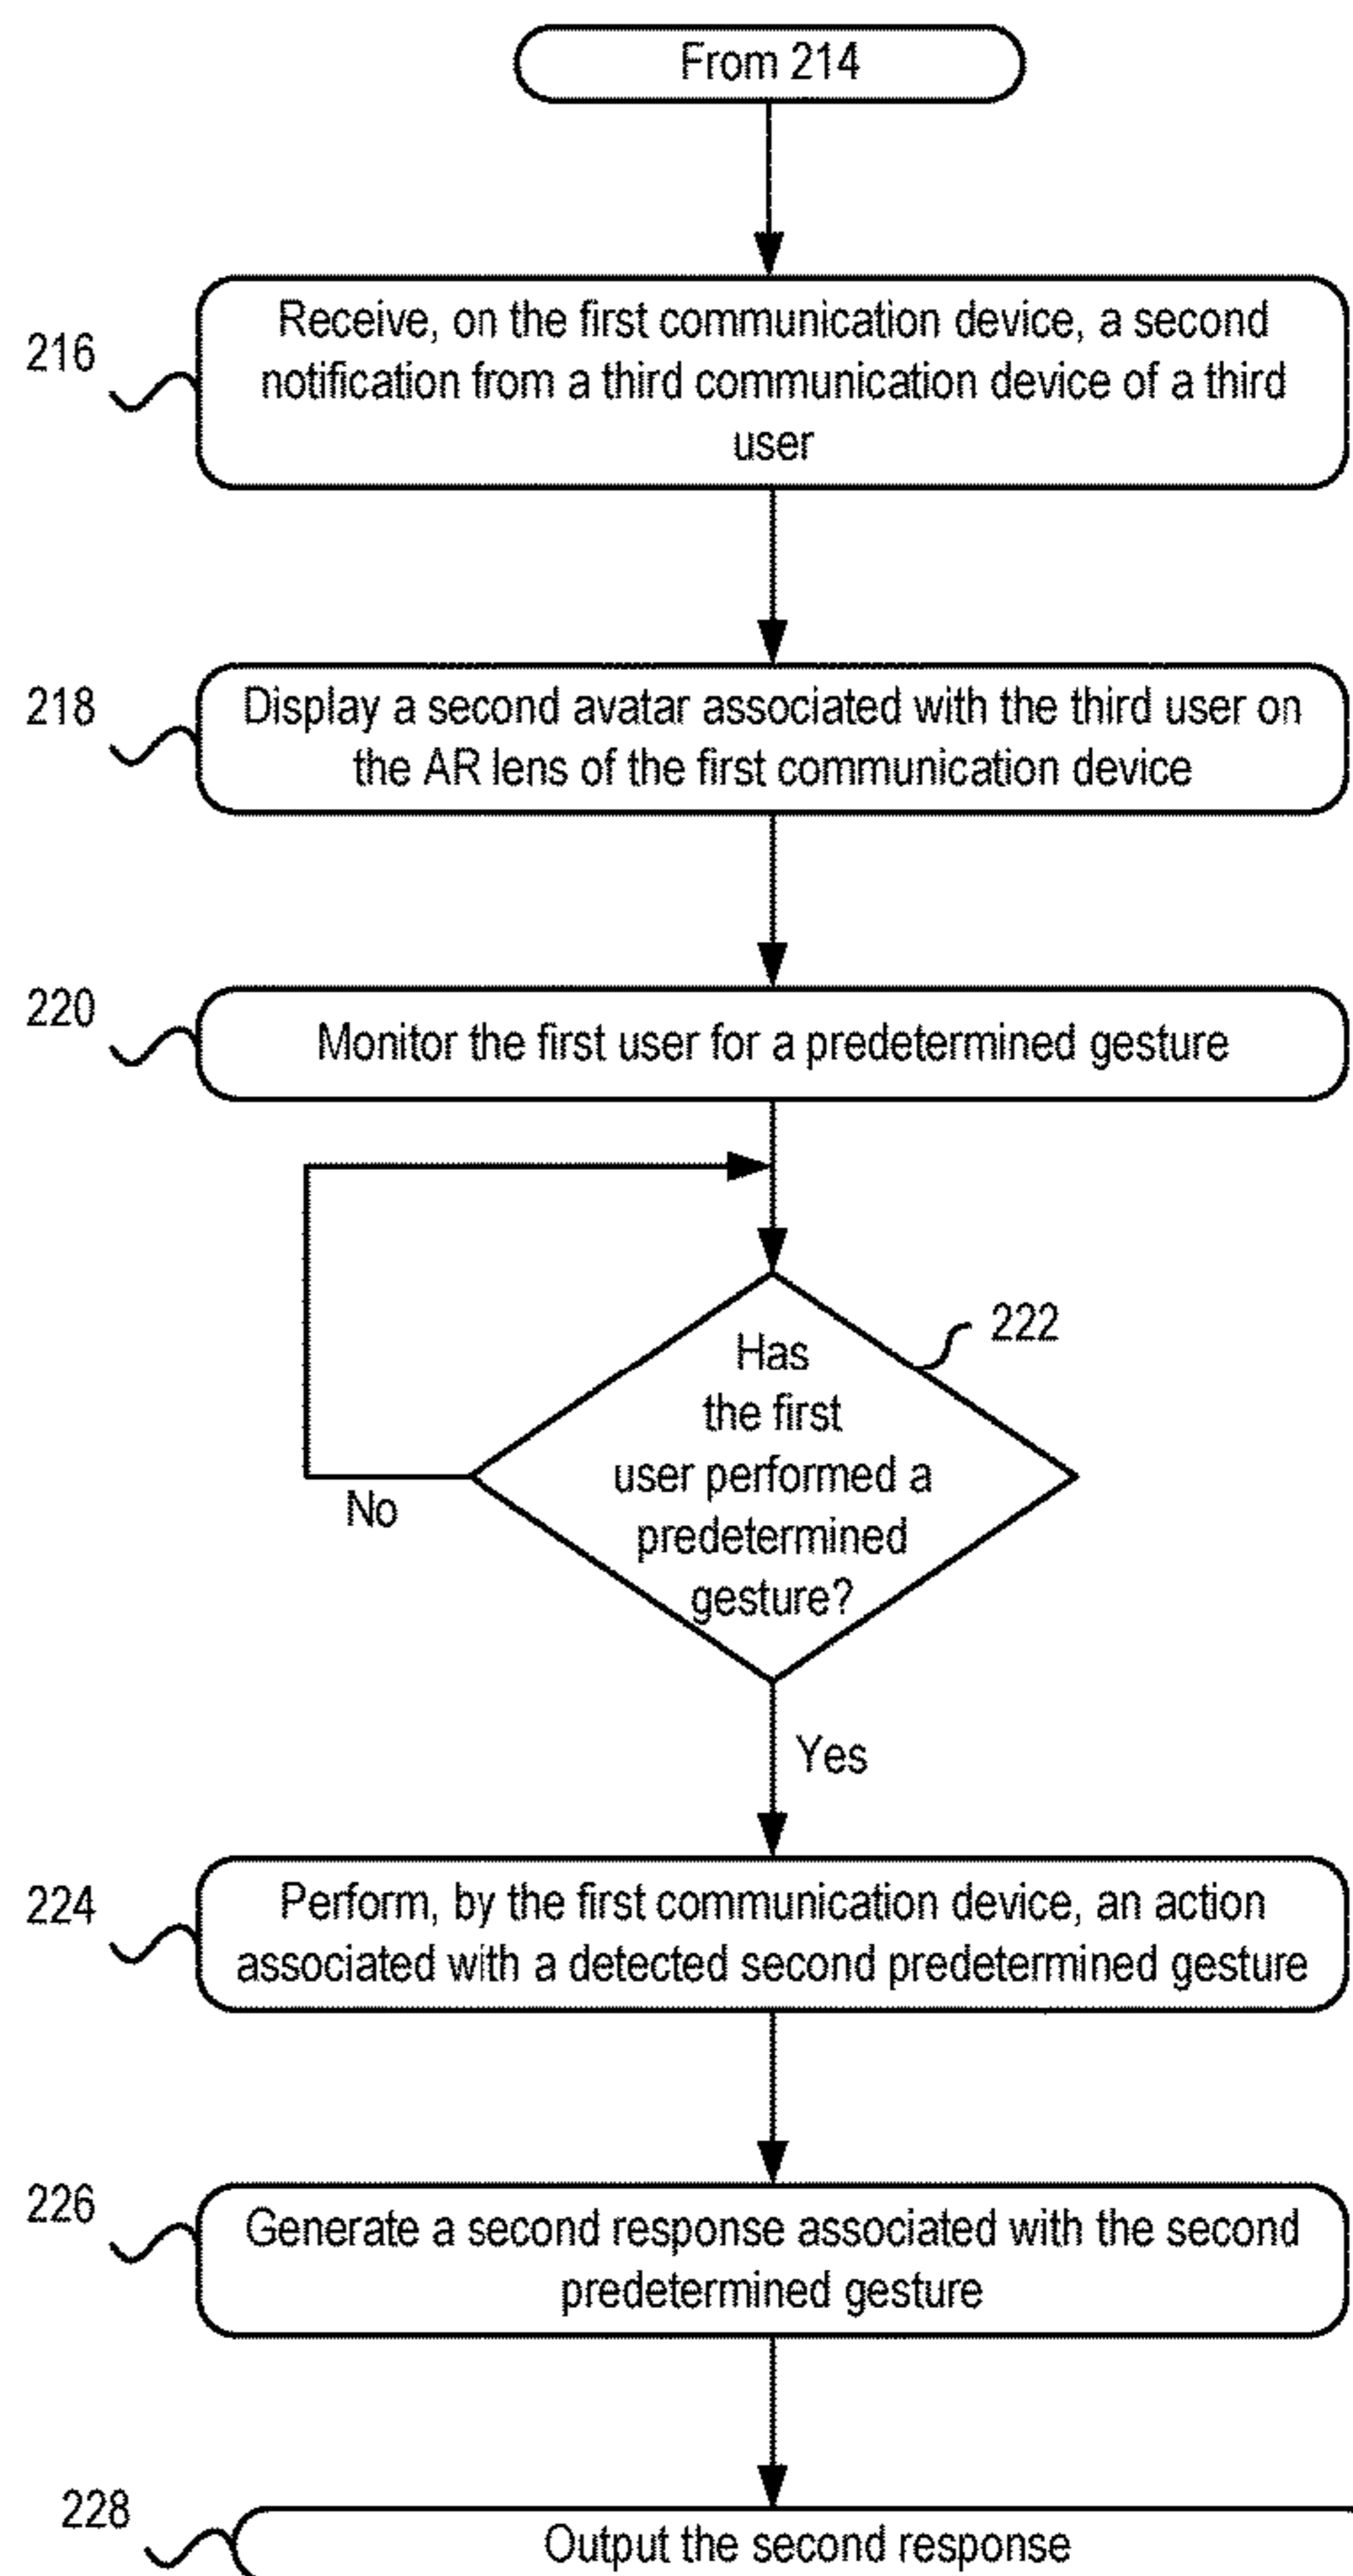 From 214
216
Receive, on the first communication device, a second
notification from a third communication device of a third
user
218
Display a second avatar associated with the third user on
the AR lens of the first communication device
220
Monitor the first user for a predetermined gesture
222
Has
the first
user performed a
predetermined
gesture?
No
Yes
224
Perform, by the first communication device, an action
associated with a detected second predetermined gesture
226
Generate a second response associated with the second
predetermined gesture
228
Output the second response